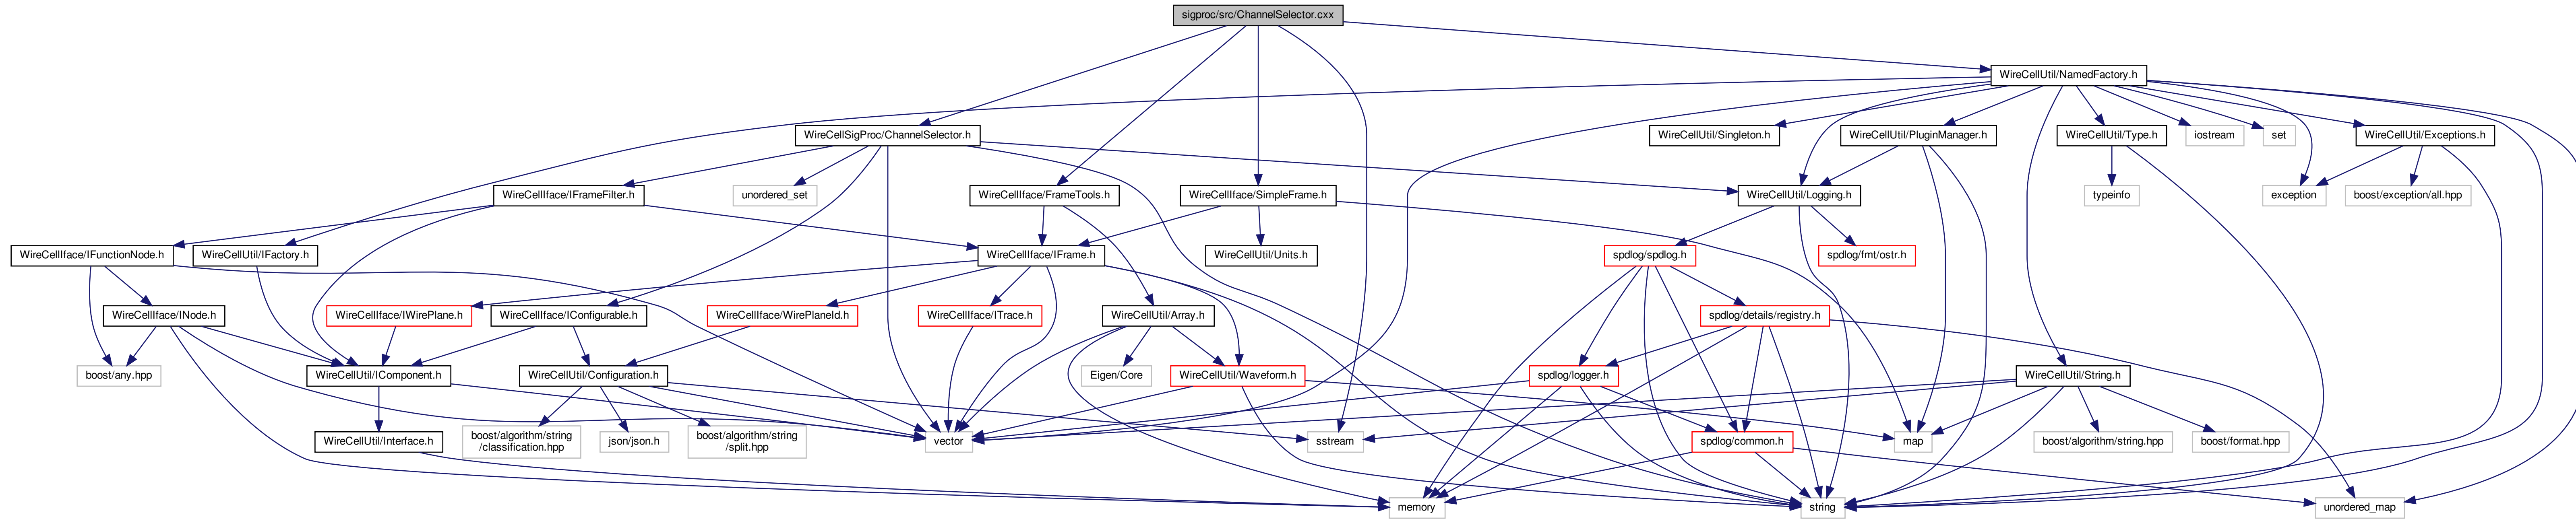 sigproc/src/ChannelSelector.cxx
WireCellUtil/NamedFactory.h
WireCellSigProc/ChannelSelector.h
WireCellUtil/Singleton.h
WireCellUtil/PluginManager.h
WireCellUtil/Type.h
iostream
set
WireCellUtil/Exceptions.h
WireCellIface/IFrameFilter.h
unordered_set
WireCellIface/FrameTools.h
WireCellIface/SimpleFrame.h
WireCellUtil/Logging.h
typeinfo
exception
boost/exception/all.hpp
WireCellIface/IFunctionNode.h
WireCellUtil/IFactory.h
WireCellIface/IFrame.h
WireCellUtil/Units.h
spdlog/spdlog.h
spdlog/fmt/ostr.h
WireCellIface/INode.h
WireCellIface/IWirePlane.h
WireCellIface/IConfigurable.h
WireCellIface/WirePlaneId.h
WireCellIface/ITrace.h
WireCellUtil/Array.h
spdlog/details/registry.h
boost/any.hpp
WireCellUtil/IComponent.h
WireCellUtil/Configuration.h
Eigen/Core
WireCellUtil/Waveform.h
spdlog/logger.h
WireCellUtil/String.h
WireCellUtil/Interface.h
boost/algorithm/string
/classification.hpp
json/json.h
boost/algorithm/string
/split.hpp
vector
sstream
spdlog/common.h
map
boost/algorithm/string.hpp
boost/format.hpp
memory
string
unordered_map